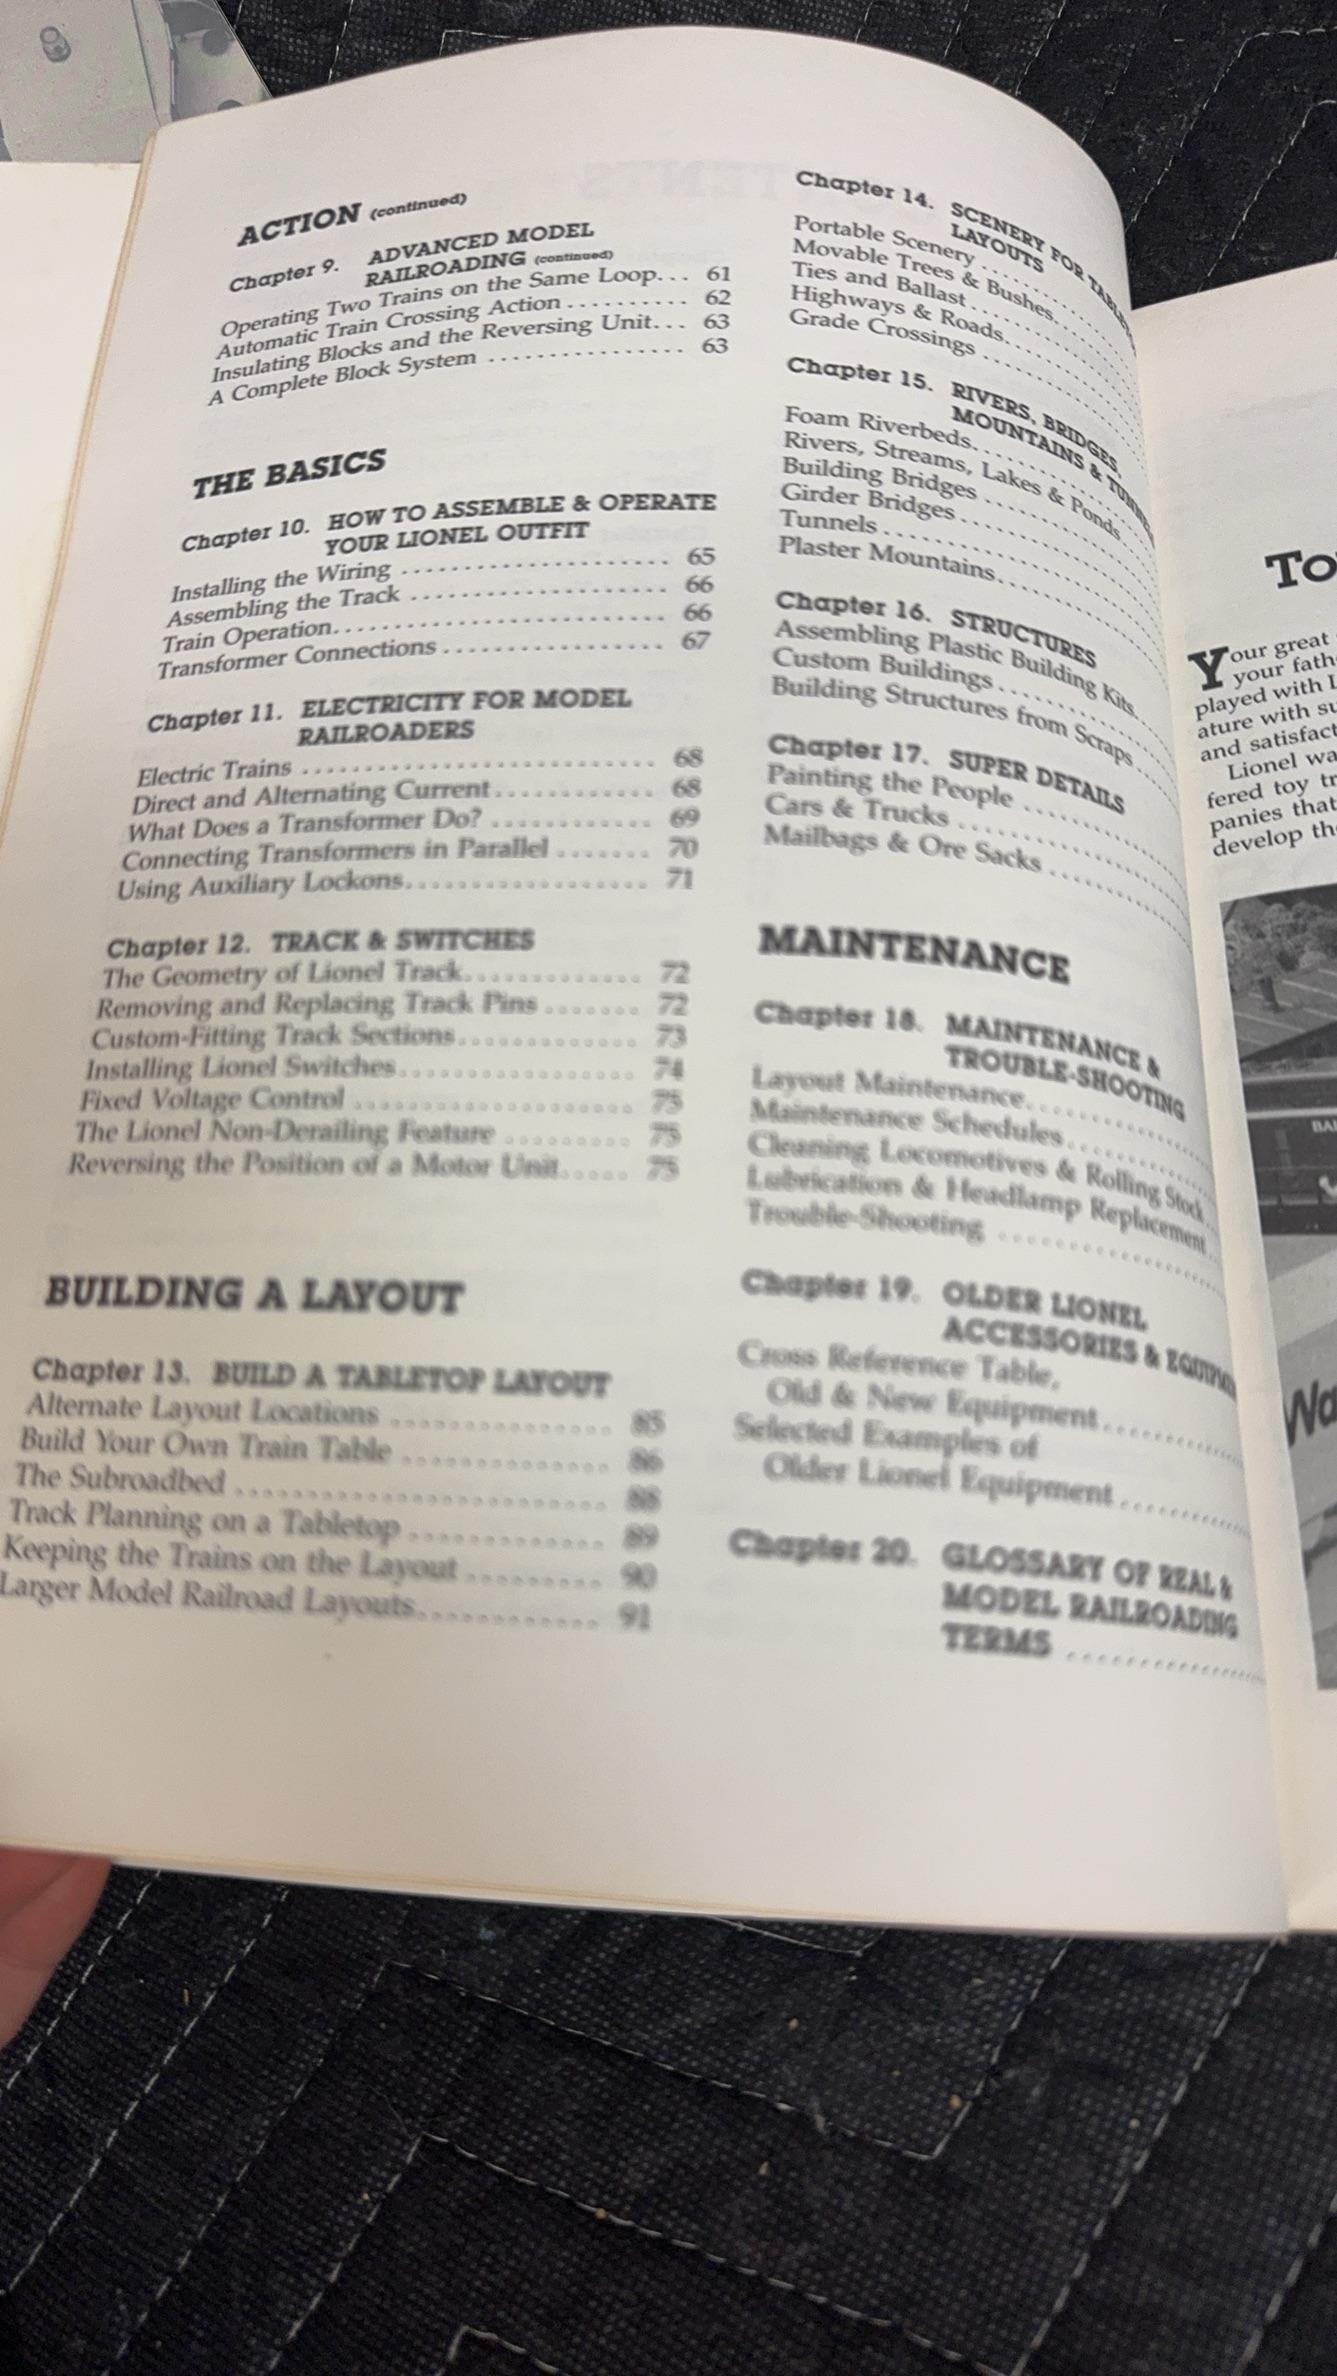 ACTION (continued)
Chapter 9. ADVANCED MODEL
RAILROADING (continued)
Operating Two Trains on the Same Loop... 61
Automatic Train Crossing Action .......... 62
Insulating Blocks and the Reversing Unit... 63
A Complete Block System ................ 63
THE BASICS
Chapter 10. HOW TO ASSEMBLE & OPERATE
YOUR LIONEL OUTFIT
Installing the Wiring ..................... 65
Assembling the Track .................... 66
Train Operation......................... 66
Transformer Connections ................. 67
Chapter 11. ELECTRICITY FOR MODEL
RAILROADERS
Electric Trains ........................... 68
Direct and Alternating Current............ 68
What Does a Transformer Do? ............ 69
Connecting Transformers in Parallel ....... 70
Using Auxiliary Lockons.................. 71
Chapter 12. TRACK & SWITCHES
The Geometry of Lionel Track............. 72
Removing and Replacing Track Pins ....... 72
Custom-Fitting Track Sections............. 73
Installing Lionel Switches................. 74
Fixed Voltage Control .................... 75
The Lionel Non-Derailing Feature ......... 75
Reversing the Position of a Motor Unit..... 75
BUILDING A LAYOUT
Chapter 13. BUILD A TABLETOP LAYOUT
Alternate Layout Locations ............... 85
Build Your Own Train Table .............. 86
The Subroadbed ......................... 88
Track Planning on a Tabletop ............. 89
Keeping the Trains on the Layout ......... 90
Larger Model Railroad Layouts............ 91
Chapter 14. SCENERY FOR
LAYOUTS
Portable Scenery ............
Movable Trees & Bushes........
Ties and Ballast ..............
Highways & Roads............
Grade Crossings ..............
Chapter 15. RIVERS, BRIDGES,
MOUNTAINS &
Foam Riverbeds..............
Rivers, Streams, Lakes & Ponds
Building Bridges ..............
Girder Bridges................
Tunnels.....................
Plaster Mountains.............
Chapter 16. STRUCTURES
Assembling Plastic Building Kits..
Custom Buildings.............
Building Structures from Scraps ...
Chapter 17. SUPER DETAILS
Painting the People ............
Cars & Trucks ................
Mailbags & Ore Sacks ..........
MAINTENANCE
Chapter 18. MAINTENANCE &
TROUBLE-SHOOTING
Layout Maintenance.............
Maintenance Schedules..........
Cleaning Locomotives & Rolling Stock..
Lubrication & Headlamp Replacement..
Trouble-Shooting ................
Chapter 19. OLDER LIONEL
ACCESSORIES &
Cross Reference Table,
Old & New Equipment...........
Selected Examples of
Older Lionel Equipment...........
Chapter 20. GLOSSARY OF REAL &
MODEL RAILROADING
TERMS ................
To
Your great
your
played with
with
and
Lionel
toy
that
develop